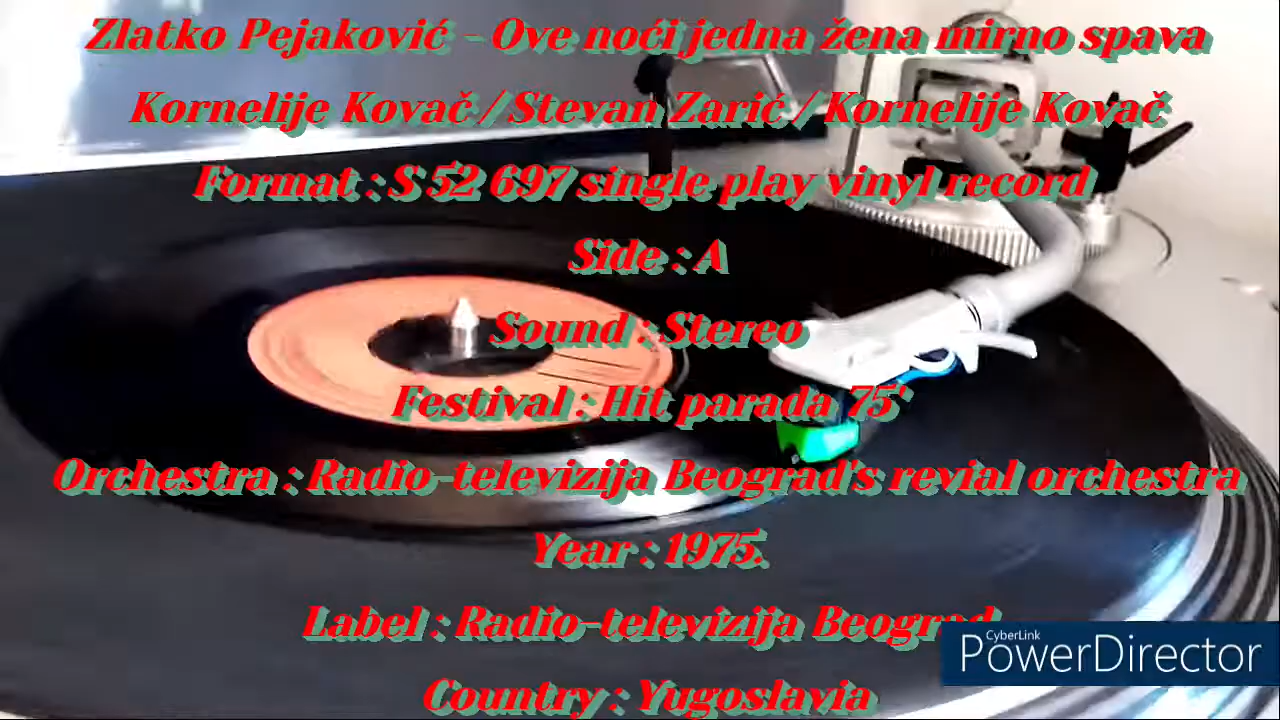 Zlatko Pejaković - Ove noći jedna žena mirno spava
Kornelije Kovač / Stevan Zarić / Kornelije Kovač
Format : S 52 697 single play vinyl record
Side : A
Sound : Stereo
Festival : Hit parada 75'
Orchestra : Radio-televizija Beograd's revial orchestra
Year : 1975.
Label : Radio-televizija Beograd
CyberLink
PowerDirector
Country : Yugoslavia